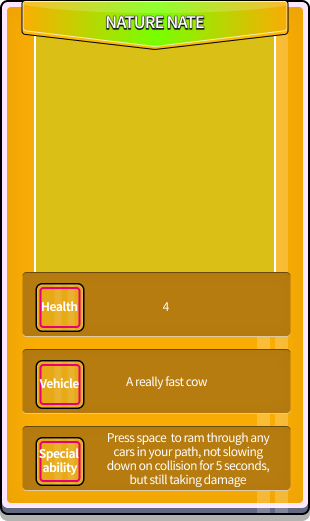 NATURE NATE
Health
4
Vehicle
A really fast cow
Special
ability
Press space to ram through any
cars in your path, not slowing
down on collision for 5 seconds,
but still taking damage